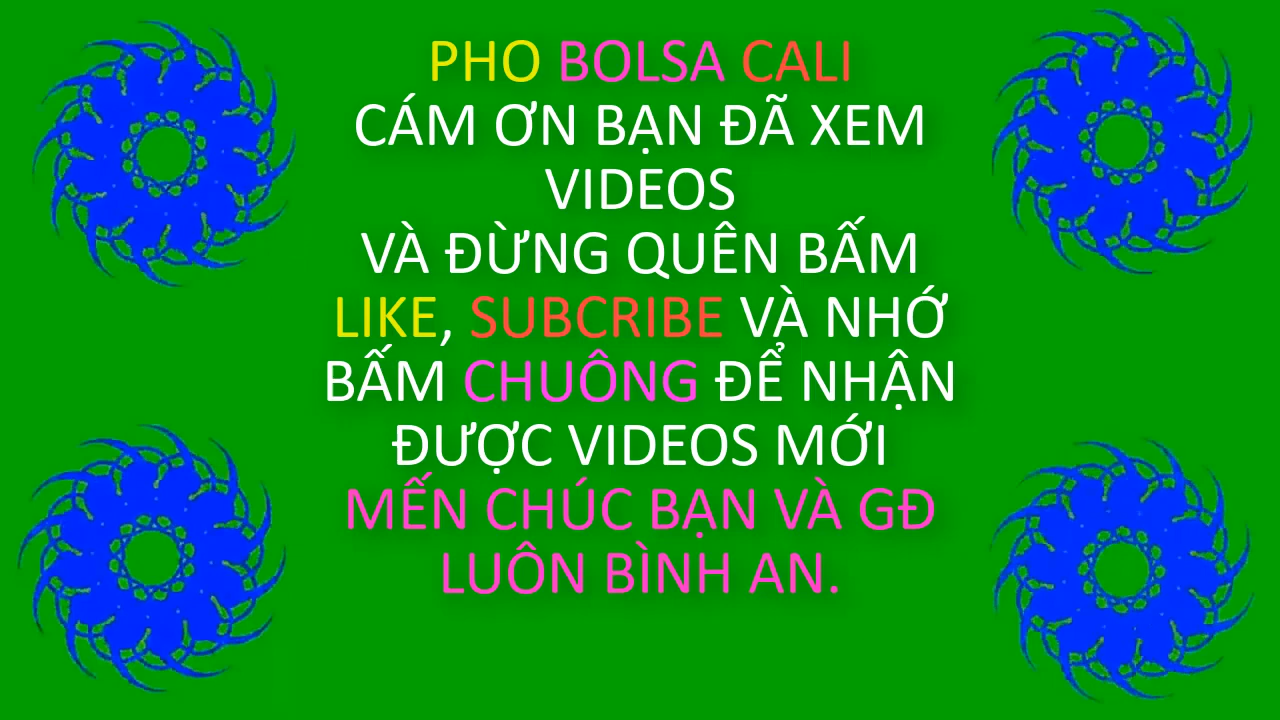 PHO BOLSA CALI
CÁM ƠN BẠN ĐÃ XEM
VIDEOS
VÀ ĐỪNG QUÊN BẤM
LIKE, SUBCRIBE VÀ NHỚ
BẤM CHUÔNG ĐỂ NHẬN
ĐƯỢC VIDEOS MỚI
MẾN CHÚC BẠN VÀ GĐ
LUÔN BÌNH AN.